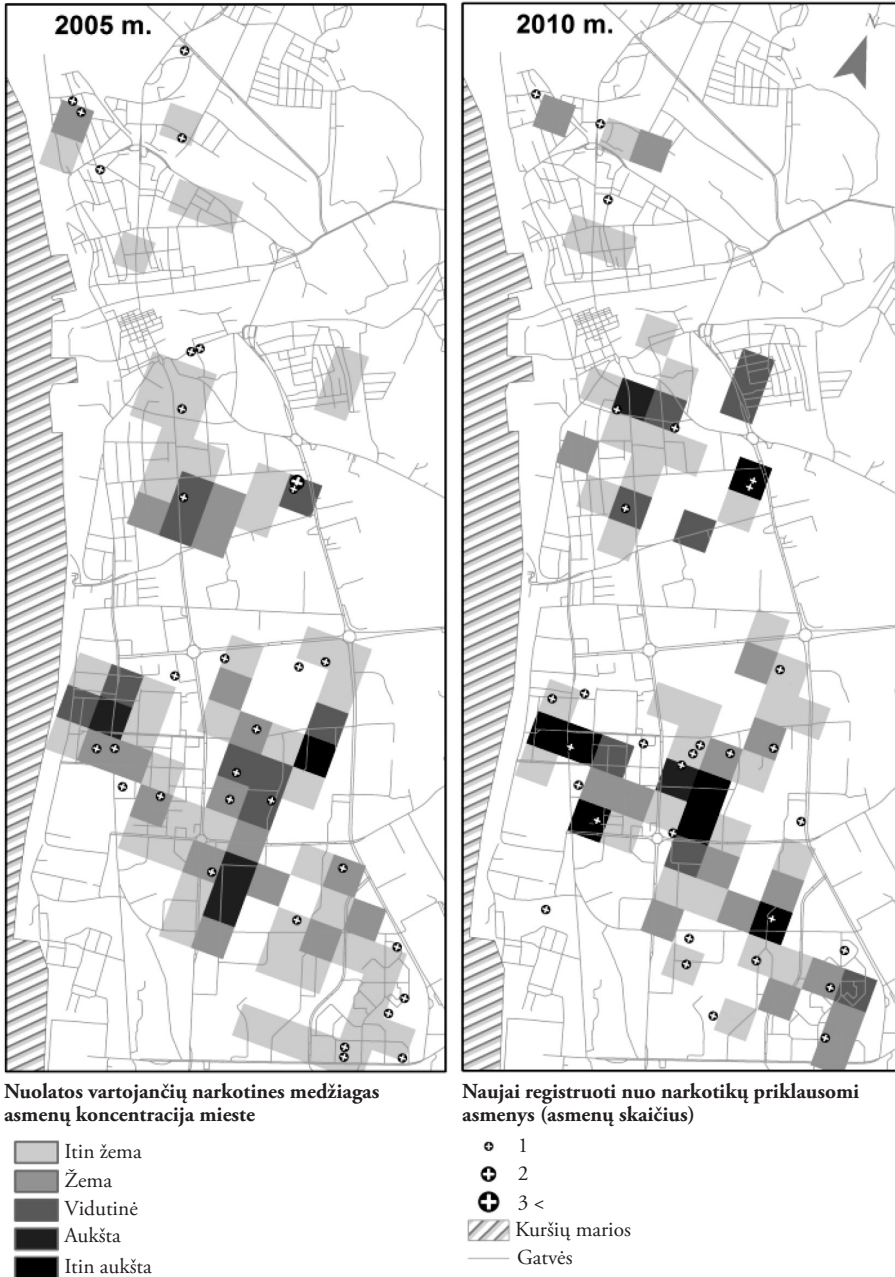 2005 m.
2010 m.
N
Nuolatos vartojančių narkotines medžiagas
asmenų koncentracija mieste
Itin žema
Žema
Vidutinė
Aukšta
Itin aukšta
Naujai registruoti nuo narkotikų priklausomi
asmenys (asmenų skaičius)
1
2
3 <
Kuršių marios
Gatvės